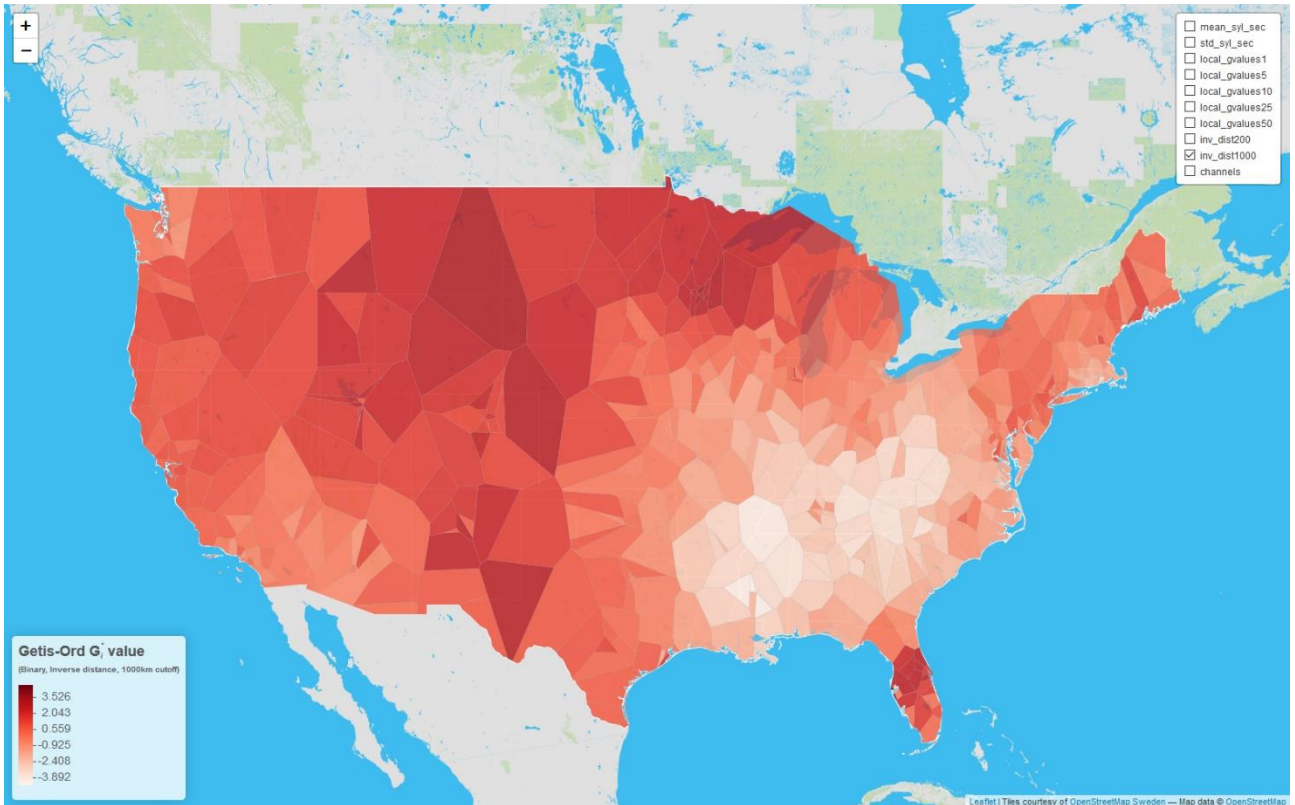 +
−
mean_syl_sec
std_syl_sec
local_gvalues1
local_gvalues5
local_gvalues10
local_gvalues25
local_gvalues50
inv_dist200
inv_dist1000
channels
Getis-Ord G*i value
(Binary, Inverse distance, 1000km cutoff)
3.526
2.043
0.559
-0.925
-2.408
-3.892
Leaflet | Tiles courtesy of OpenStreetMap Sweden — Map data © OpenStreetMap